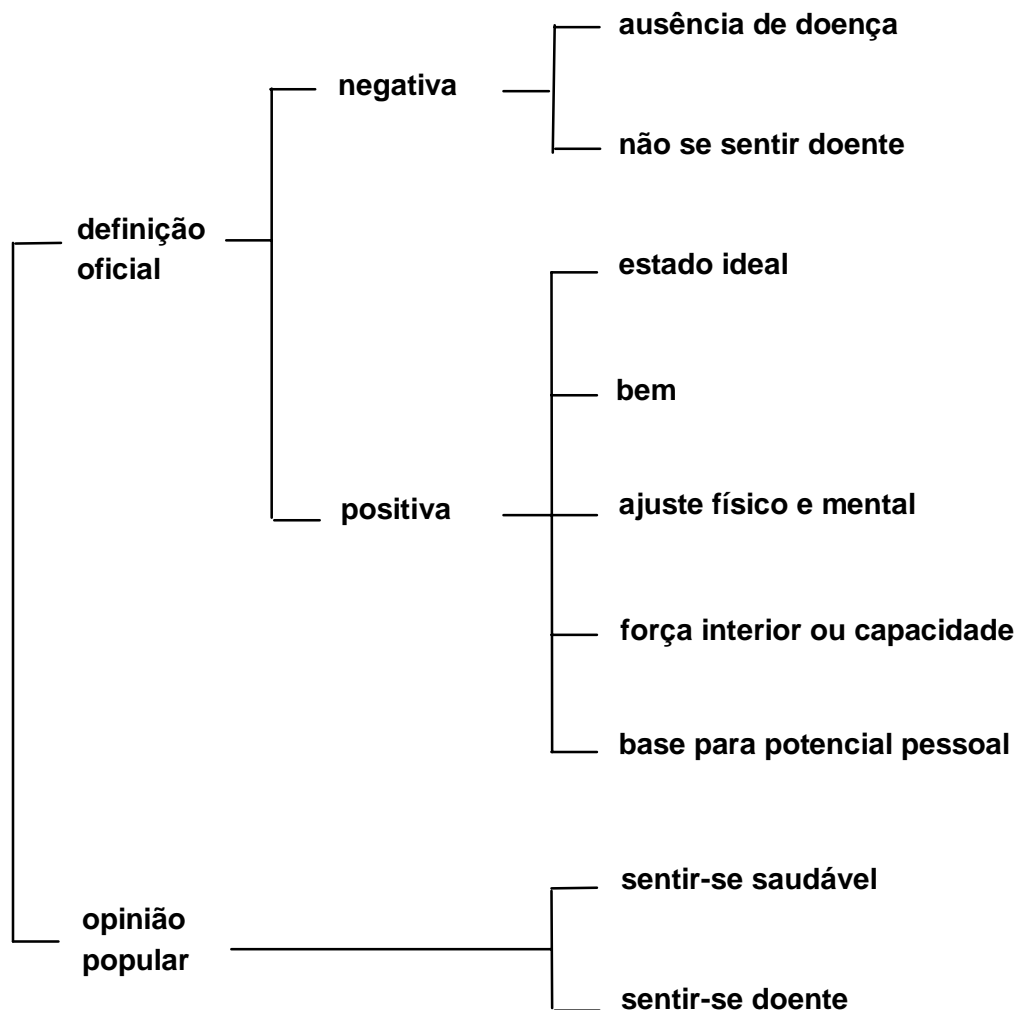 ausência de doença
negativa
não se sentir doente
definição
oficial
estado ideal
bem
positiva
ajuste físico e mental
força interior ou capacidade
base para potencial pessoal
sentir-se saudável
opinião
popular
sentir-se doente